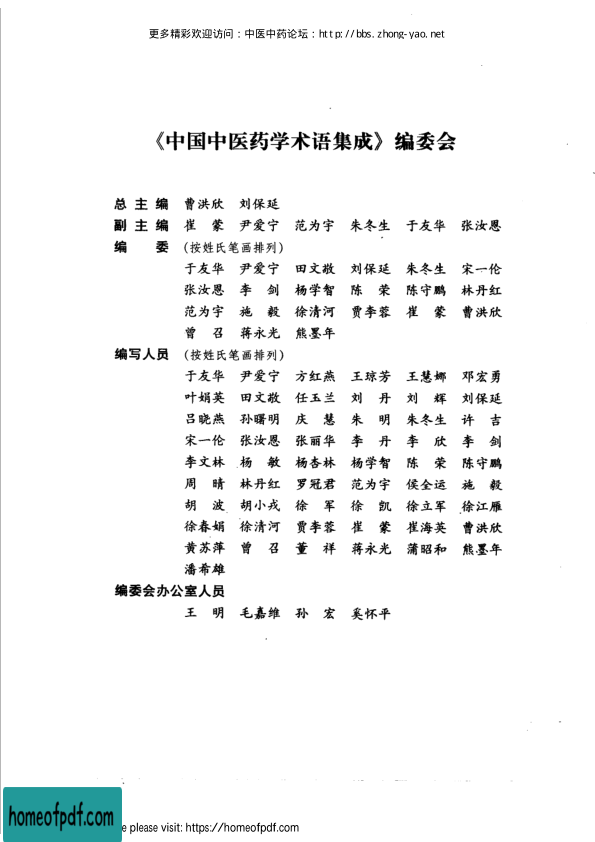 更多精彩欢迎访问：中医中药论坛：http://bbs.zhong-yao.net
《中国中医药学术语集成》编委会
总 主 编 曹洪欣 刘保延
副 主 编 崔 蒙 尹爱宁 范为宇 朱冬生 于友华 张汝恩
编 委 (按姓氏笔画排列)
于友华 尹爱宁 田文敬 刘保延 朱冬生 宋一伦
张汝恩 李 剑 杨学智 陈 荣 陈守鹏 林丹红
范为宇 施 毅 徐清河 贾李蓉 崔 蒙 曹洪欣
曾 召 蒋永光 熊墨年
编写人员 (按姓氏笔画排列)
于友华 尹爱宁 方红燕 王琼芳 王慧娜 邓宏勇
叶娟英 田文敬 任玉兰 刘 丹 刘 辉 刘保延
吕晓燕 孙曙明 庆 慧 朱 明 朱冬生 许 吉
宋一伦 张汝恩 张丽华 李 丹 李 欣 李 剑
李文林 杨 敏 杨杏林 杨学智 陈 荣 陈守鹏
周 晴 林丹红 罗冠君 范为宇 侯全运 施 毅
胡 波 胡小戎 徐 军 徐 凯 徐立军 徐江雁
徐春娟 徐清河 贾李蓉 崔 蒙 崔海英 曹洪欣
黄苏萍 曾 召 董 祥 蒋永光 蒲昭和 熊墨年
潘希雄
编委会办公室人员
王 明 毛嘉维 孙 宏 奚怀平
homeofpdf.com
please visit: https://homeofpdf.com